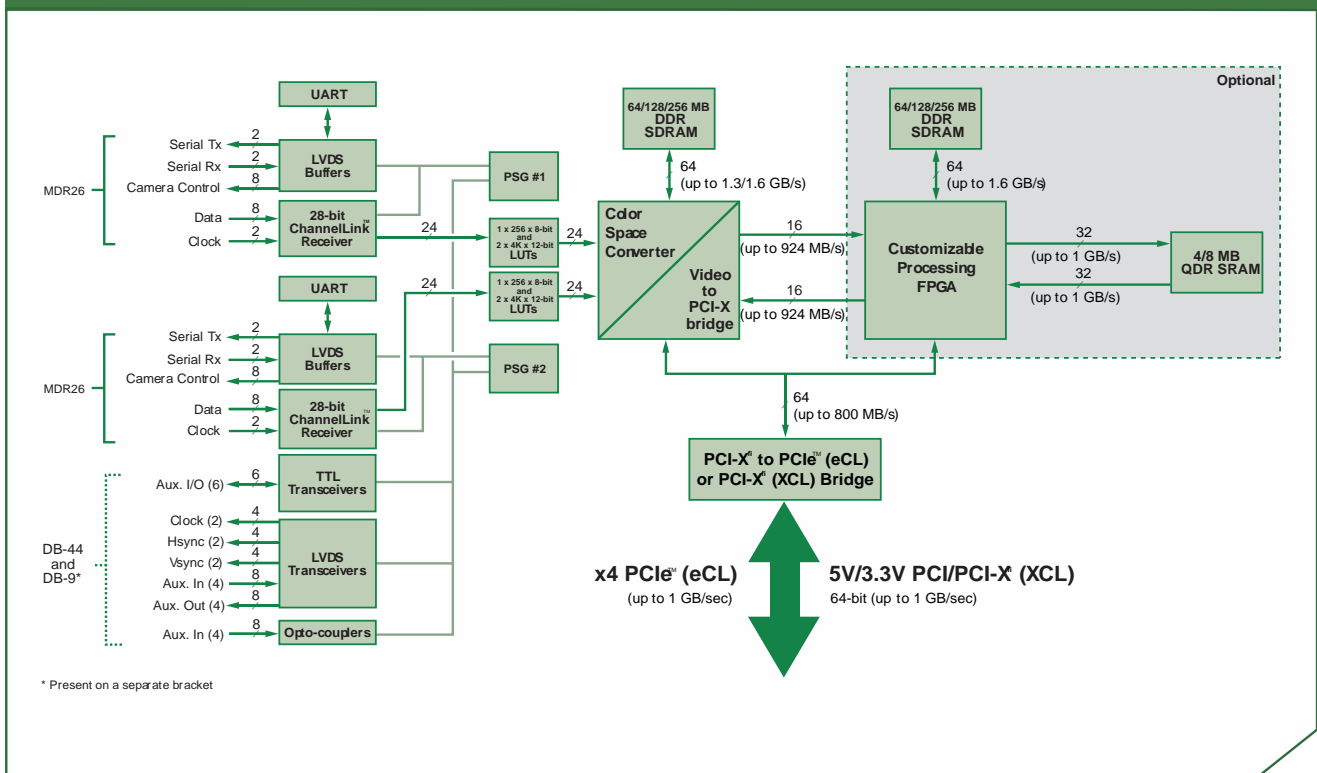 Optional
UART
64/128/256 MB
DDR
SDRAM
64/128/256 MB
DDR
SDRAM
MDR26
Serial Tx
2
Serial Rx
2
Camera Control
8
LVDS
Buffers
Data
8
Clock
2
28-bit
ChannelLink™
Receiver
PSG #1
64
(up to 1.3/1.6 GB/s)
64
(up to 1.6 GB/s)
24
1 x 256 x 8-bit
and
2 x 4K x 12-bit
LUTs
24
24
1 x 256 x 8-bit
and
2 x 4K x 12-bit
LUTs
24
Color
Space
Converter
Video
to
PCI-X
bridge
16
(up to 924 MB/s)
16
(up to 924 MB/s)
Customizable
Processing
FPGA
32
(up to 1 GB/s)
32
(up to 1 GB/s)
4/8 MB
QDR SRAM
UART
MDR26
Serial Tx
2
Serial Rx
2
Camera Control
8
LVDS
Buffers
Data
8
Clock
2
28-bit
ChannelLink™
Receiver
PSG #2
64
(up to 800 MB/s)
PCI-Xfi to PCIe™ (eCL)
or PCI-Xfi (XCL) Bridge
DB-44
and
DB-9*
Aux. I/O (6)
6
TTL
Transceivers
Clock (2)
4
Hsync (2)
4
Vsync (2)
4
Aux. In (4)
8
Aux. Out (4)
8
LVDS
Transceivers
Aux. In (4)
8
Opto-couplers
x4 PCIe™ (eCL)
(up to 1 GB/sec)
5V/3.3V PCI/PCI-Xfi (XCL)
64-bit (up to 1 GB/sec)
* Present on a separate bracket